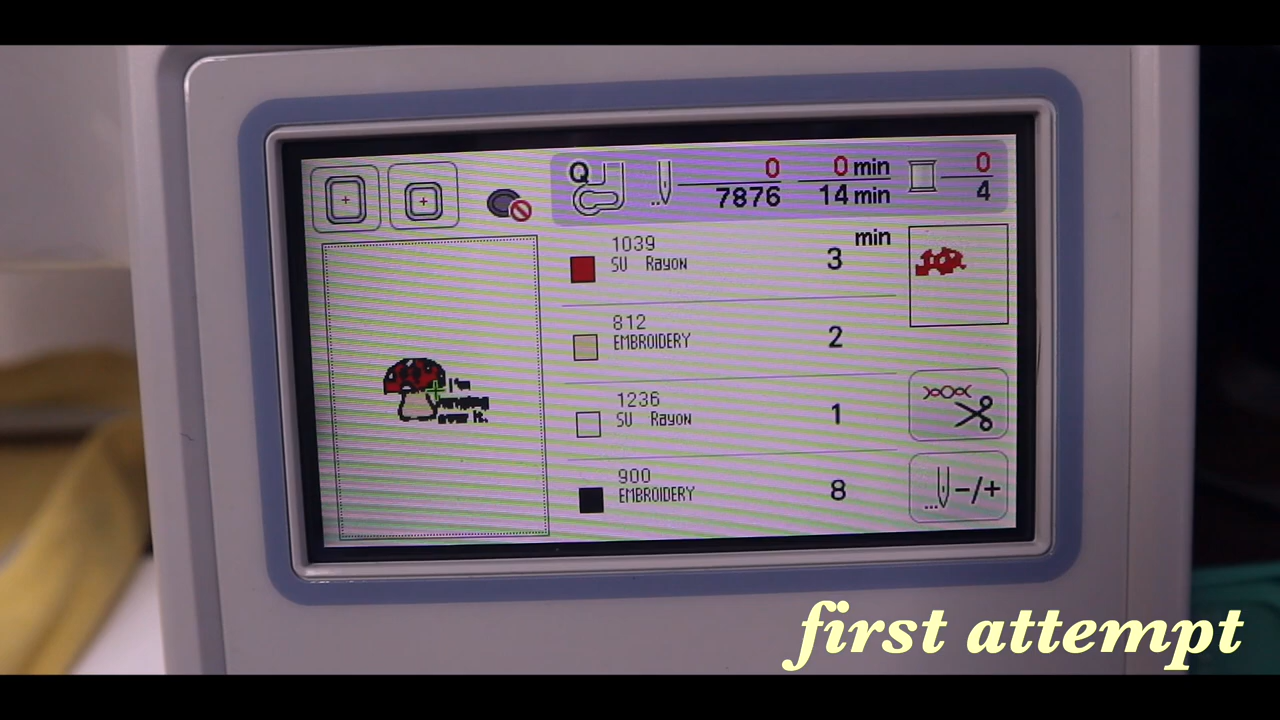 Q
0 0 min 0
7876 14 min 4
min
1039
SU Rayon 3
812
EMBROIDERY 2
1236
SU Rayon 1
900
EMBROIDERY 8
-/+
I'm
over it.
first attempt